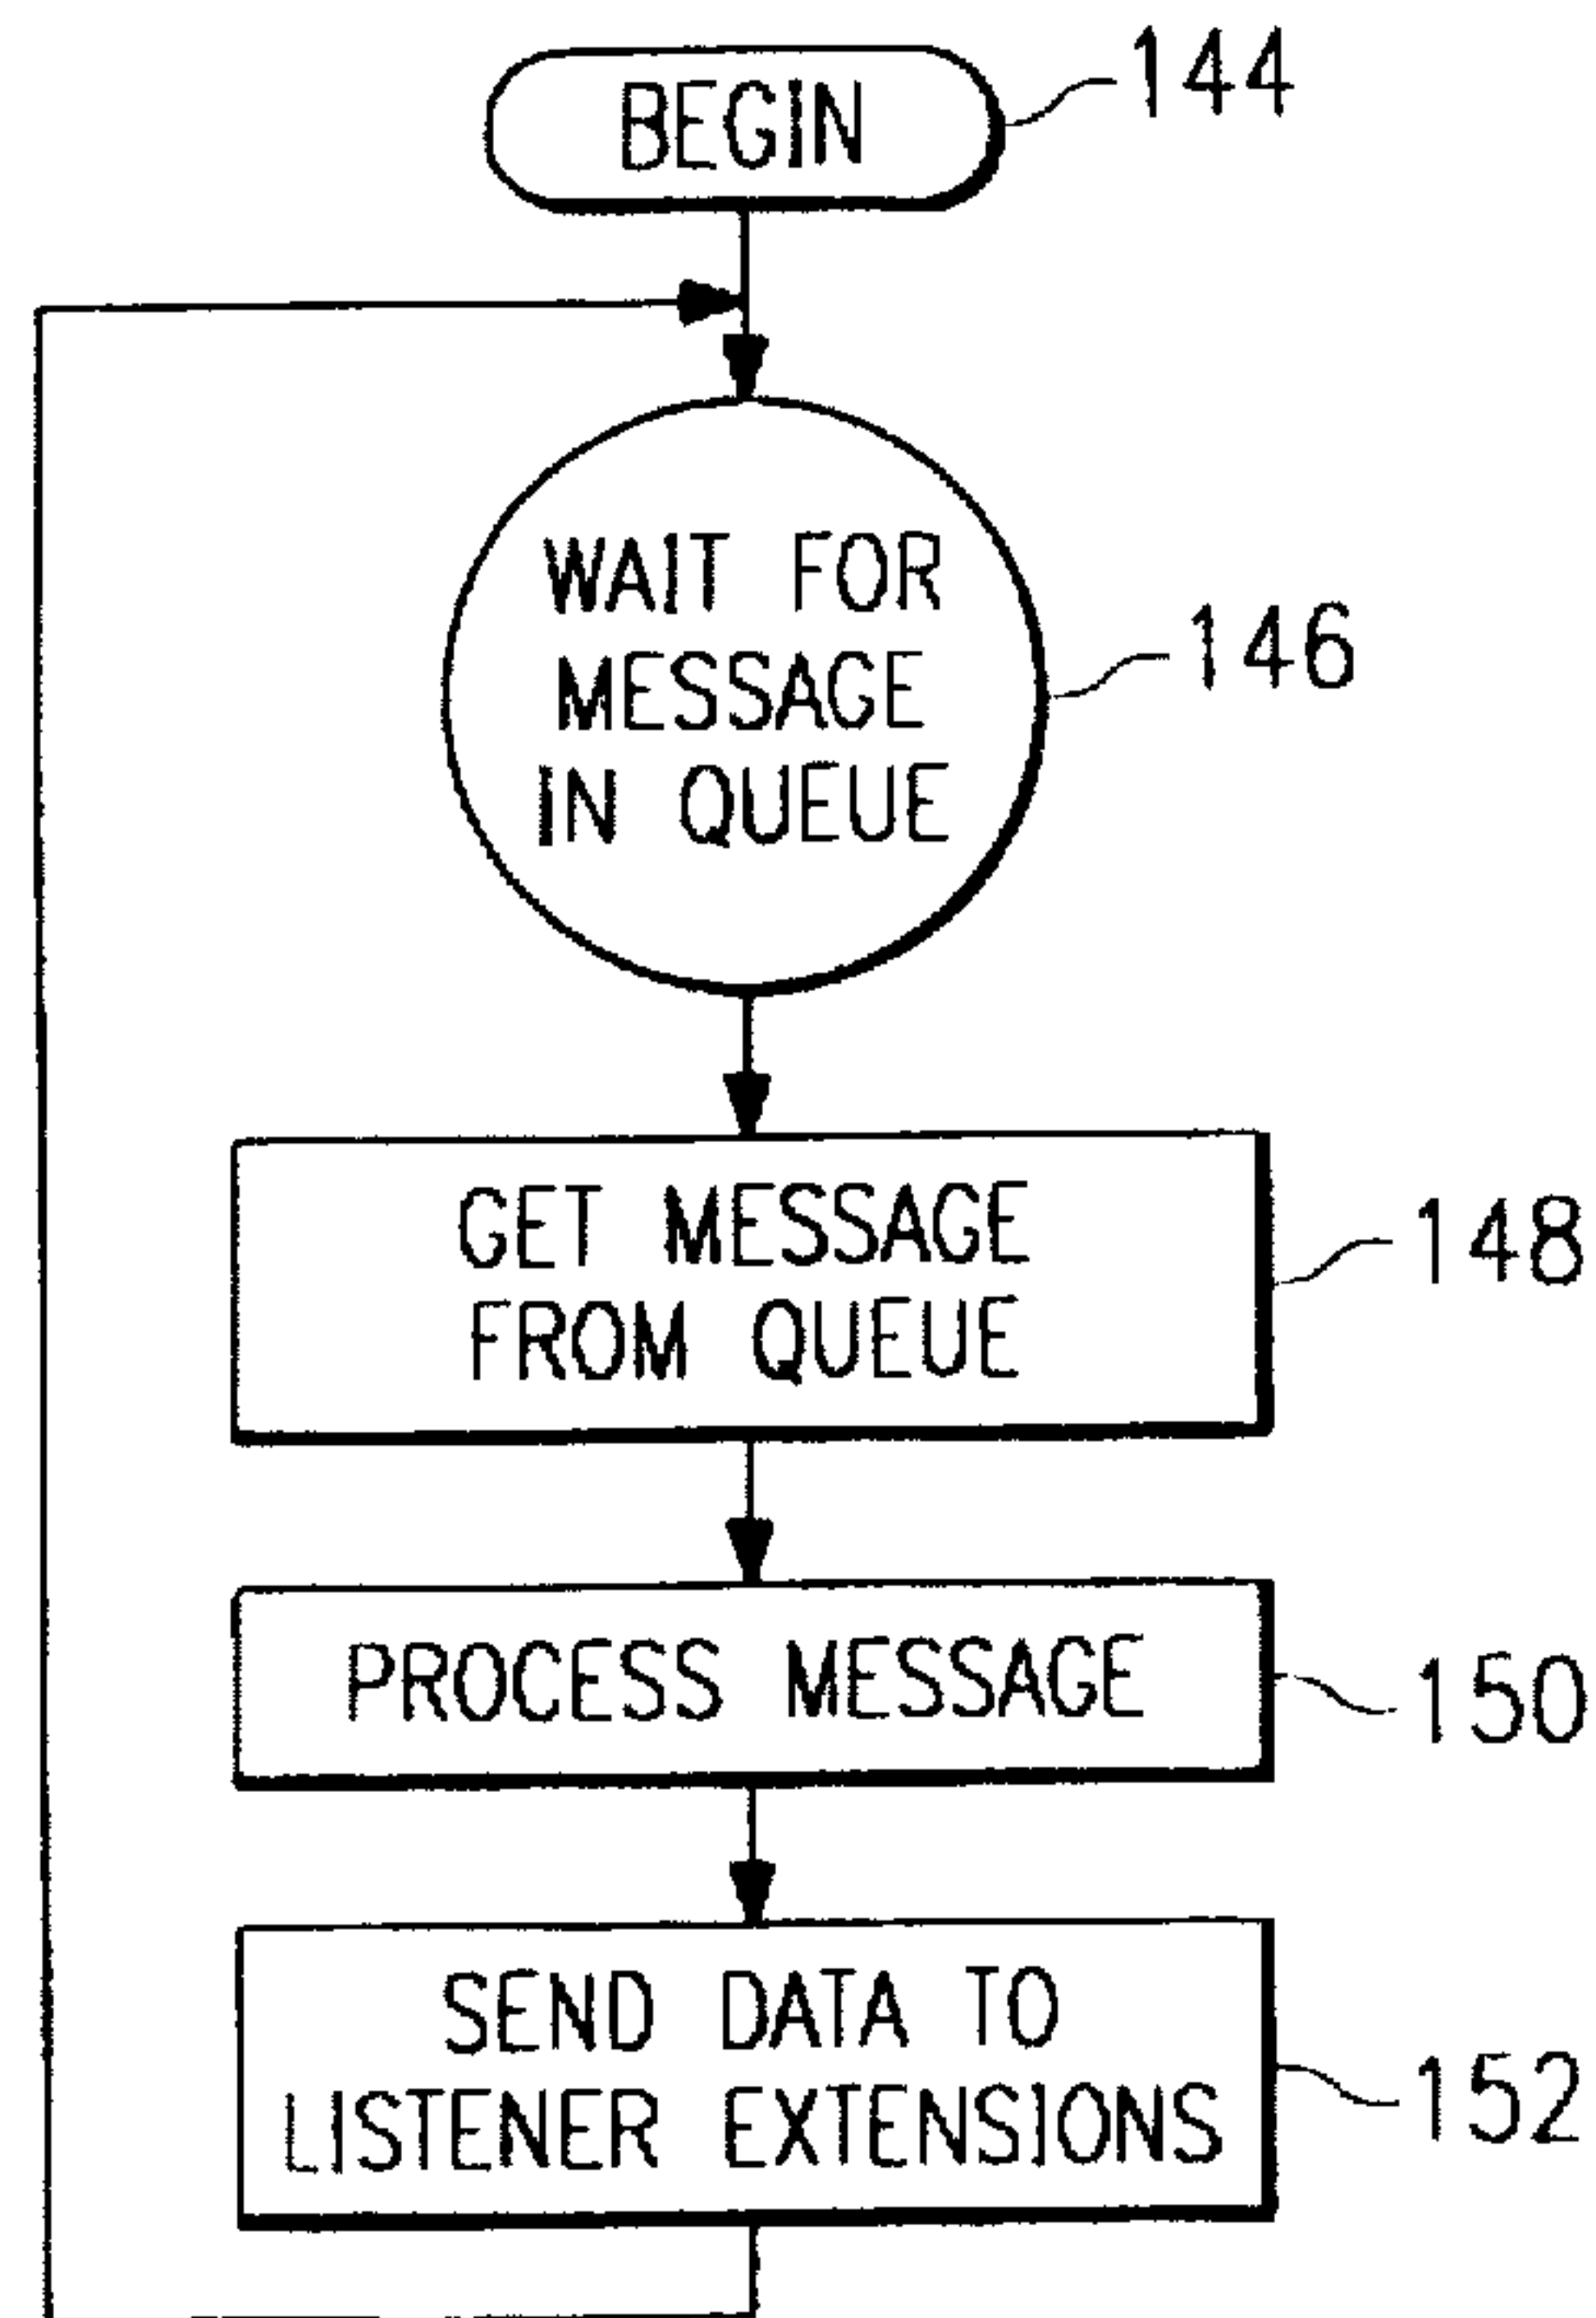 BEGIN
144
WAIT FOR
MESSAGE
IN QUEUE
146
GET MESSAGE
FROM QUEUE
148
PROCESS MESSAGE
150
SEND DATA TO
LISTENER EXTENSIONS
152